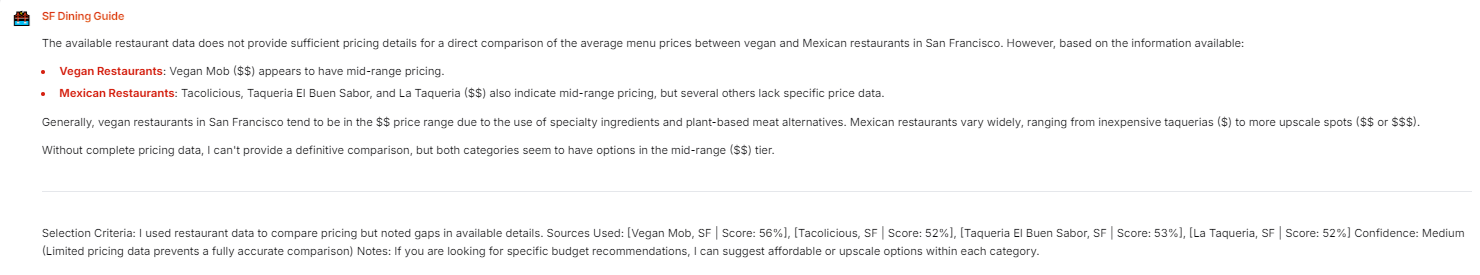 SF Dining Guide
The available restaurant data does not provide sufficient pricing details for a direct comparison of the average menu prices between vegan and Mexican restaurants in San Francisco. However, based on the information available:
• Vegan Restaurants: Vegan Mob ($$) appears to have mid-range pricing.
• Mexican Restaurants: Tacolicious, Taqueria El Buen Sabor, and La Taqueria ($$) also indicate mid-range pricing, but several others lack specific price data.
Generally, vegan restaurants in San Francisco tend to be in the $$ price range due to the use of specialty ingredients and plant-based meat alternatives. Mexican restaurants vary widely, ranging from inexpensive taquerias ($) to more upscale spots ($$ or $$$).
Without complete pricing data, I can't provide a definitive comparison, but both categories seem to have options in the mid-range ($$) tier.
Selection Criteria: I used restaurant data to compare pricing but noted gaps in available details. Sources Used: [Vegan Mob, SF | Score: 56%], [Tacolicious, SF | Score: 52%], [Taqueria El Buen Sabor, SF | Score: 53%], [La Taqueria, SF | Score: 52%] Confidence: Medium
(Limited pricing data prevents a fully accurate comparison) Notes: If you are looking for specific budget recommendations, I can suggest affordable or upscale options within each category.